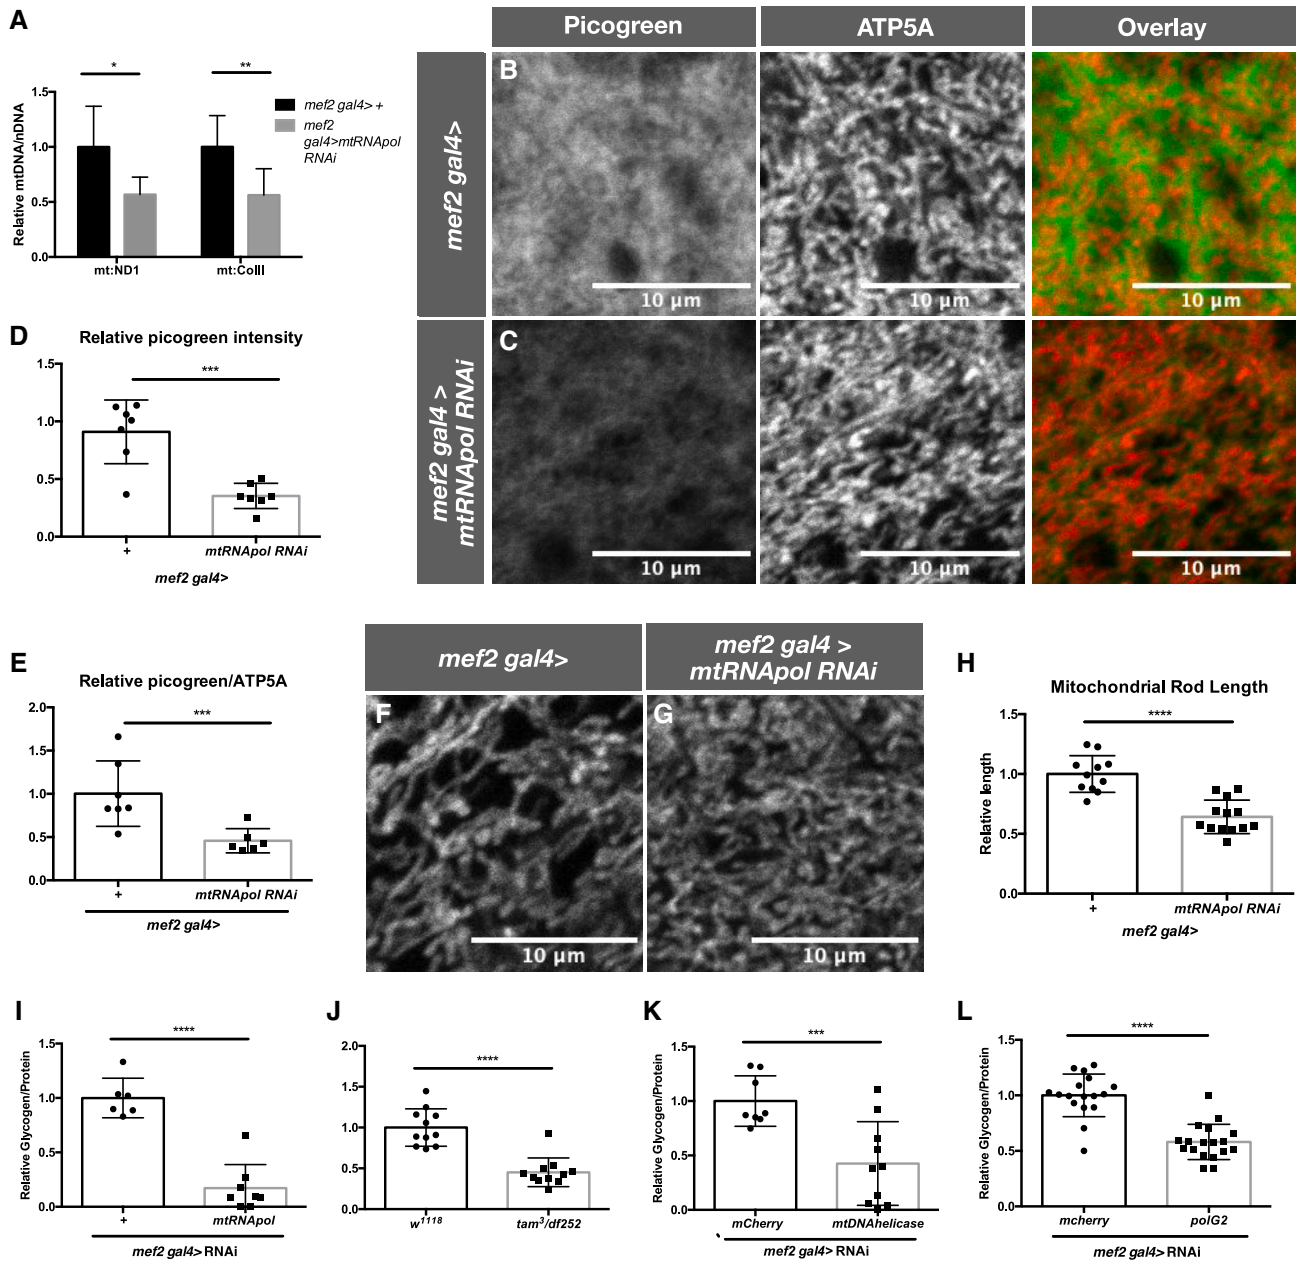 A
* **
1.5
1.0
0.5
0.0
Relative mtDNA/nDNA
mt:ND1 mt:CoIII
mef2 gal4> +
mef2
gal4>mtRNApol
RNAi
Picogreen ATP5A Overlay
mef2 gal4>
B
10 µm 10 µm 10 µm
mef2 gal4 >
mtRNApol RNAi
C
10 µm 10 µm 10 µm
D
Relative picogreen intensity
***
1.5
1.0
0.5
0.0
+ mtRNApol RNAi
mef2 gal4>
E
Relative picogreen/ATP5A
***
2.0
1.5
1.0
0.5
0.0
+ mtRNApol RNAi
mef2 gal4>
mef2 gal4>
mef2 gal4 >
mtRNApol RNAi
F G
10 µm 10 µm
H
Mitochondrial Rod Length
****
1.5
1.0
0.5
0.0
Relative length
+ mtRNApol RNAi
mef2 gal4>
I
****
1.5
1.0
0.5
0.0
Relative Glycogen/Protein
+ mtRNApol
mef2 gal4> RNAi
J
****
2.0
1.5
1.0
0.5
0.0
w1118 tam3/df252
K
***
1.5
1.0
0.5
0.0
Relative Glycogen/Protein
mCherry mtDNAhelicase
mef2 gal4> RNAi
L
****
1.5
1.0
0.5
0.0
Relative Glycogen/Protein
mcherry polG2
mef2 gal4> RNAi